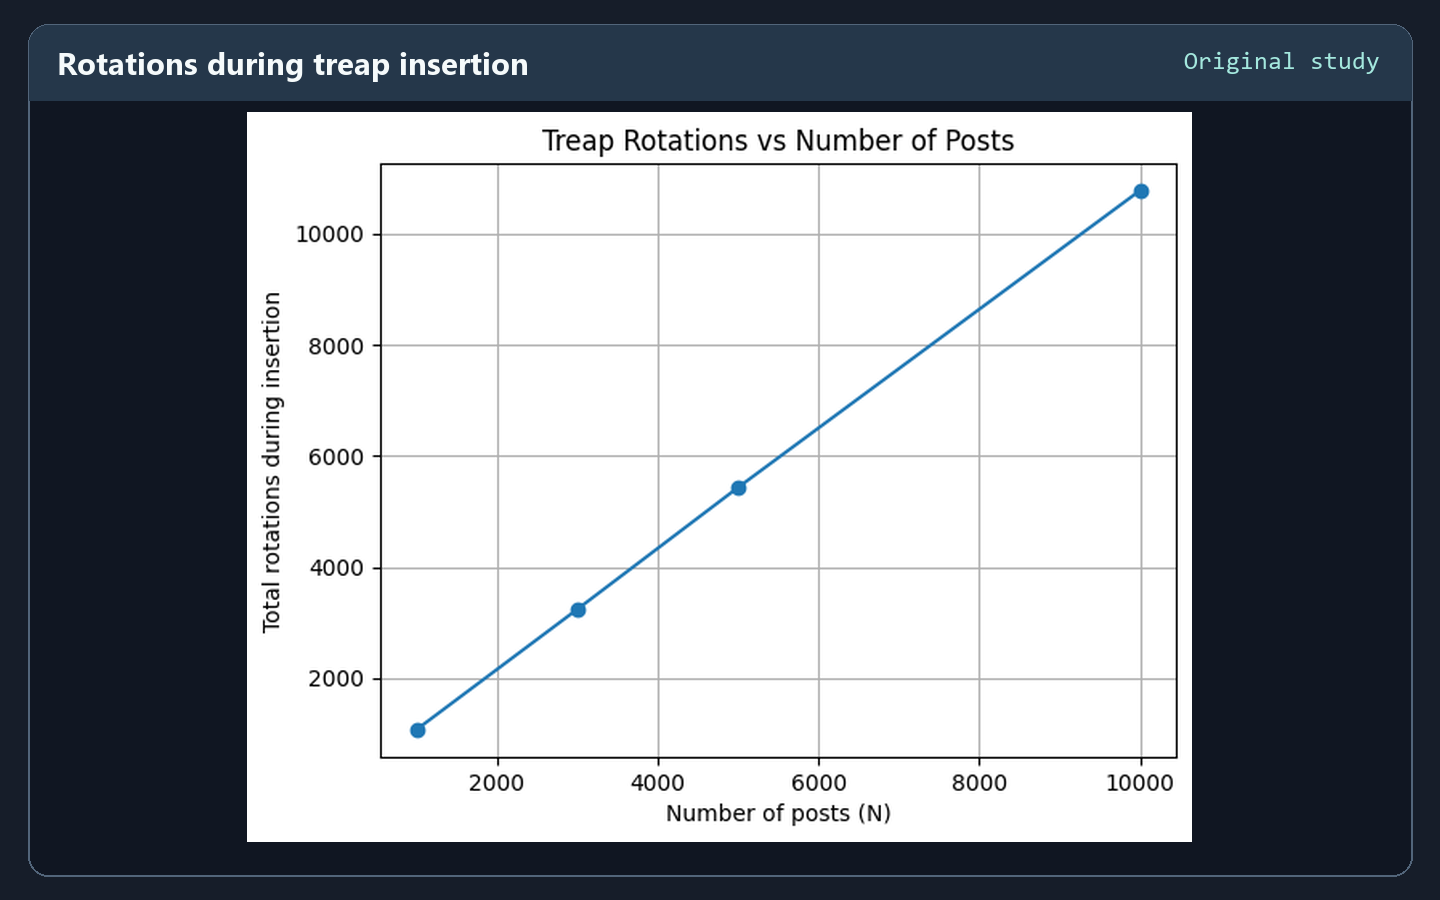 Rotations during treap insertion
Original study
Treap Rotations vs Number of Posts
Total rotations during insertion
10000
8000
6000
4000
2000
2000 4000 6000 8000 10000
Number of posts (N)